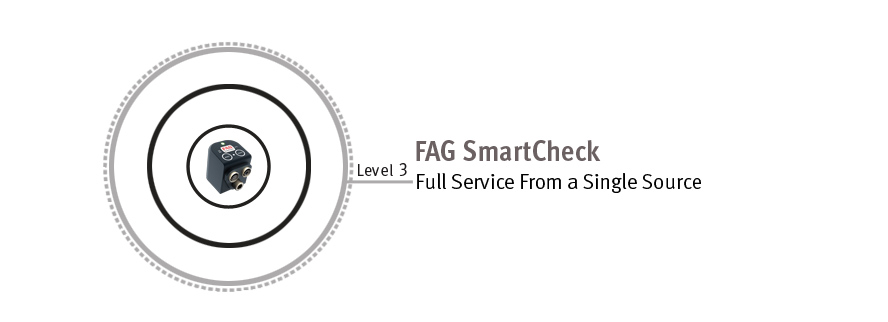 FAG SmartCheck
Level 3
Full Service From a Single Source